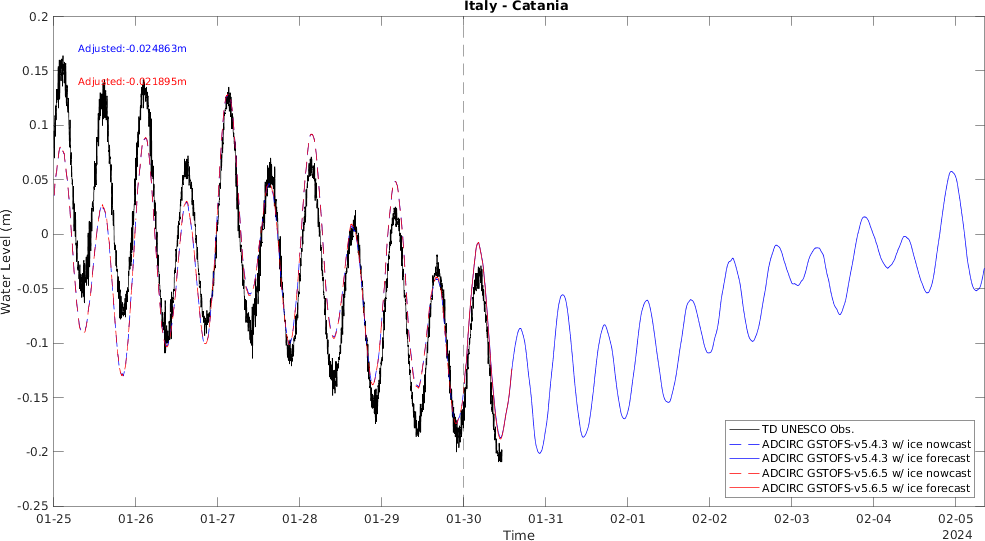 Italy - Catania
0.2
0.15
0.1
0.05
0
-0.05
-0.1
-0.15
-0.2
-0.25
Water Level (m)
Adjusted:-0.024863m
Adjusted:-0.021895m
TD UNESCO Obs.
ADCIRC GSTOFS-v5.4.3 w/ ice nowcast
ADCIRC GSTOFS-v5.4.3 w/ ice forecast
ADCIRC GSTOFS-v5.6.5 w/ ice nowcast
ADCIRC GSTOFS-v5.6.5 w/ ice forecast
01-25 01-26 01-27 01-28 01-29 01-30 01-31 02-01 02-02 02-03 02-04 02-05
Time
2024